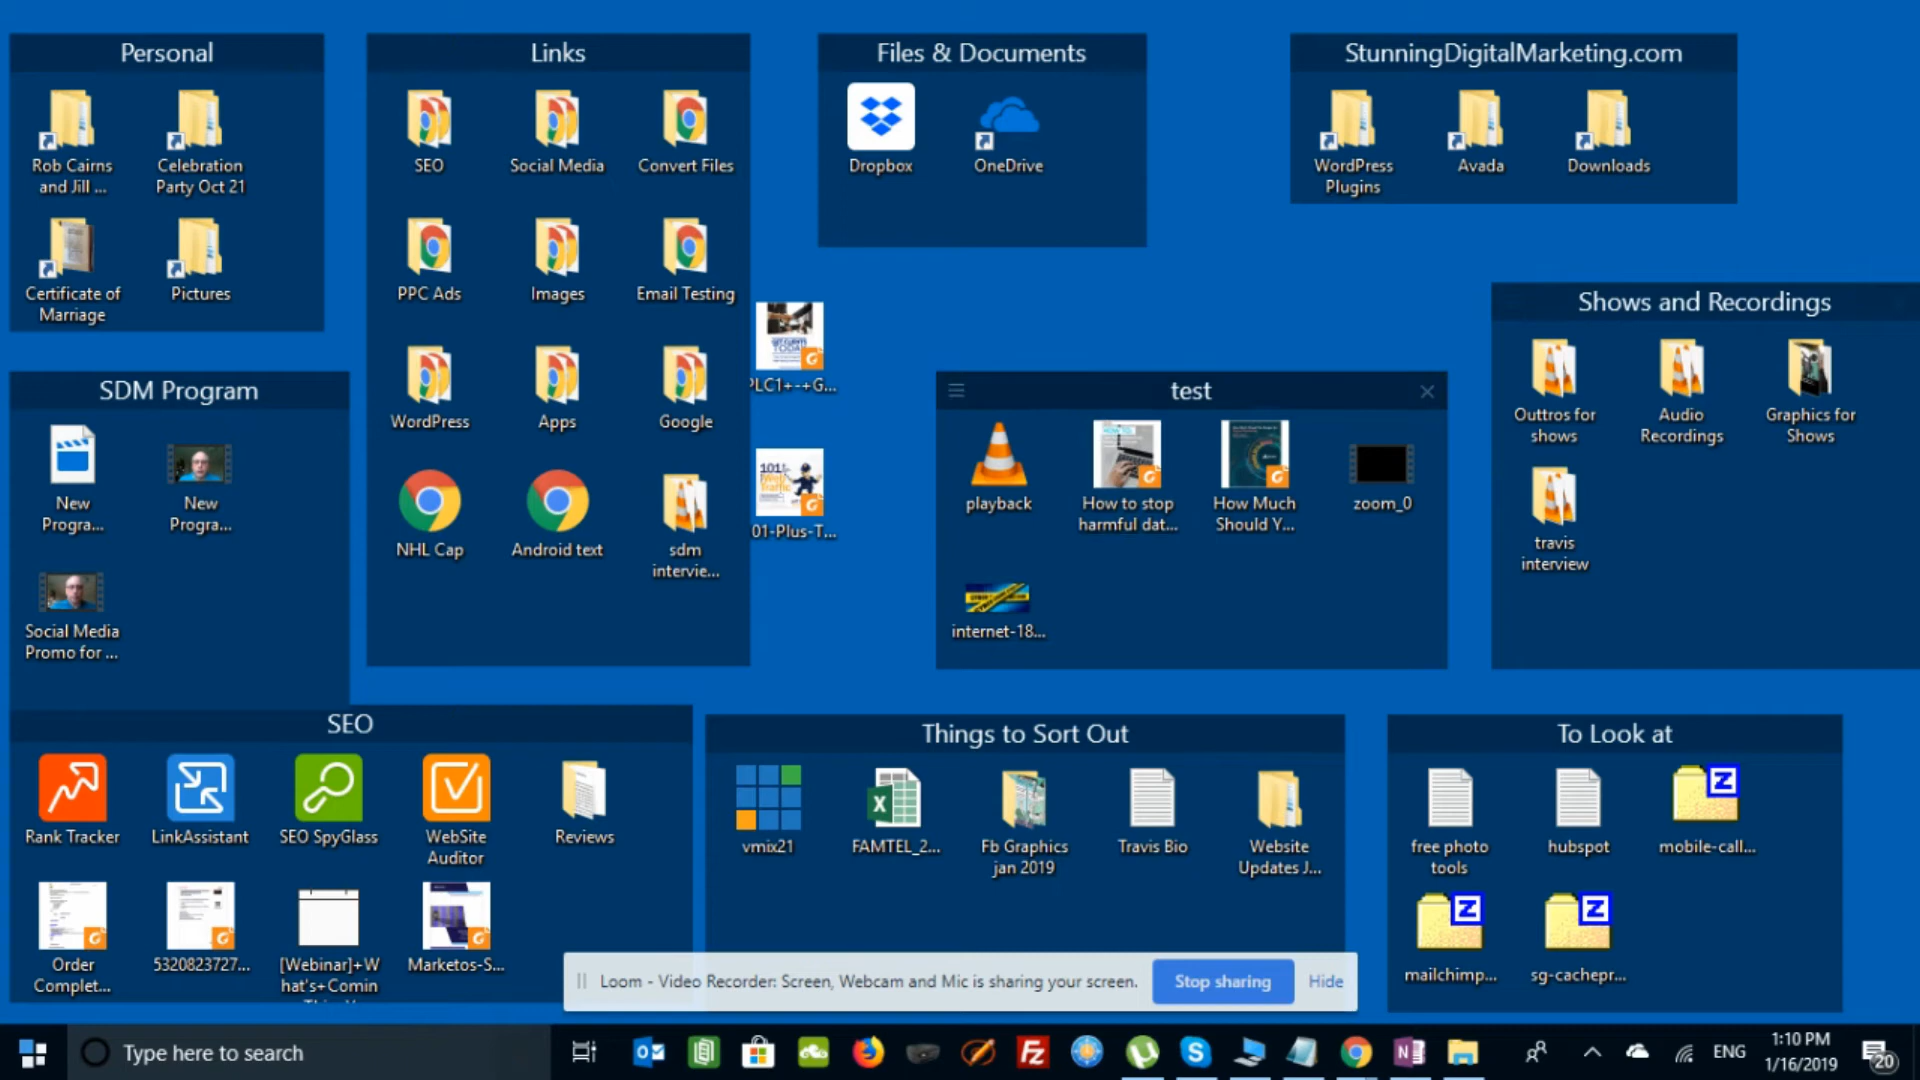 Personal
Rob Cairns
and Jill ...
Celebration
Party Oct 21
Certificate of
Marriage
Pictures
Links
SEO
Social Media
Convert Files
PPC Ads
Images
Email Testing
WordPress
Apps
Google
NHL Cap
Android text
sdm
intervie...
PLC1+-+G...
01-Plus-T...
Files & Documents
Dropbox
OneDrive
StunningDigitalMarketing.com
WordPress
Plugins
Avada
Downloads
Shows and Recordings
Outtros for
shows
Audio
Recordings
Graphics for
Shows
travis
interview
SDM Program
New
Progra...
New
Progra...
Social Media
Promo for ...
test
playback
How to stop
harmful dat...
How Much
Should Y...
zoom_0
internet-18...
SEO
Rank Tracker
LinkAssistant
SEO SpyGlass
WebSite
Auditor
Reviews
Order
Complet...
5320823727...
[Webinar]+W
hat's+Comin
Marketos-S...
Things to Sort Out
vmix21
FAMTEL_2...
Fb Graphics
jan 2019
Travis Bio
Website
Updates J...
To Look at
free photo
tools
hubspot
mobile-call...
mailchimp...
sg-cachepr...
Loom - Video Recorder: Screen, Webcam and Mic is sharing your screen.
Stop sharing
Hide
Type here to search
ENG
1:10 PM
1/16/2019
20